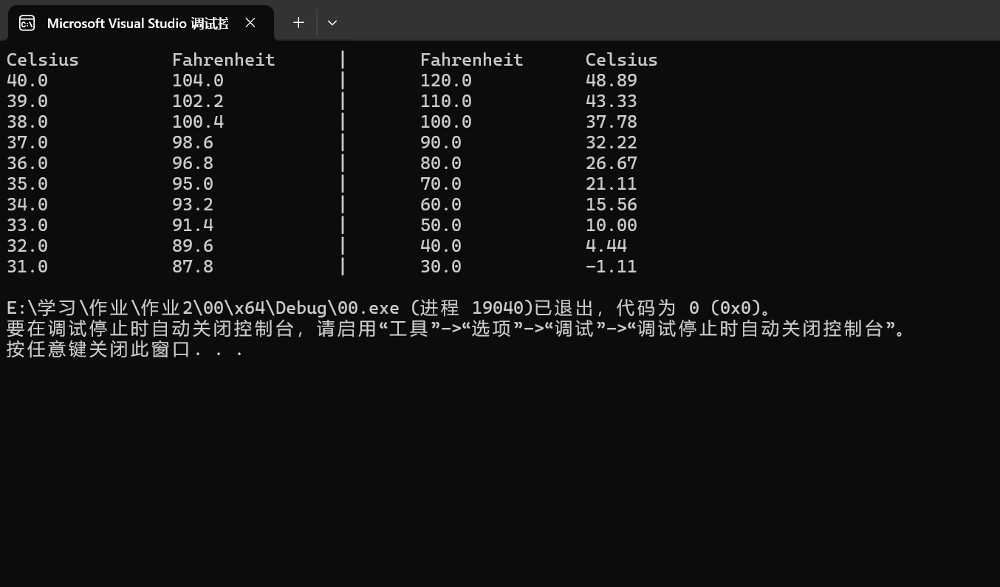 Microsoft Visual Studio 调试控
Celsius Fahrenheit | Fahrenheit Celsius
40.0 104.0 | 120.0 48.89
39.0 102.2 | 110.0 43.33
38.0 100.4 | 100.0 37.78
37.0 98.6 | 90.0 32.22
36.0 96.8 | 80.0 26.67
35.0 95.0 | 70.0 21.11
34.0 93.2 | 60.0 15.56
33.0 91.4 | 50.0 10.00
32.0 89.6 | 40.0 4.44
31.0 87.8 | 30.0 -1.11
E:\学习\作业\作业2\00\x64\Debug\00.exe (进程 19040)已退出，代码为 0 (0x0)。
要在调试停止时自动关闭控制台，请启用“工具”->“选项”->“调试”->“调试停止时自动关闭控制台”。
按任意键关闭此窗口. . .